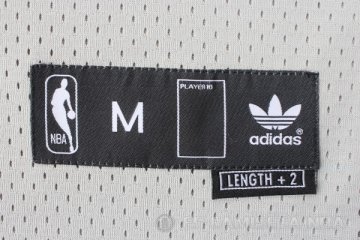 NBA
M
PLAYER ID
adidas®
LENGTH + 2